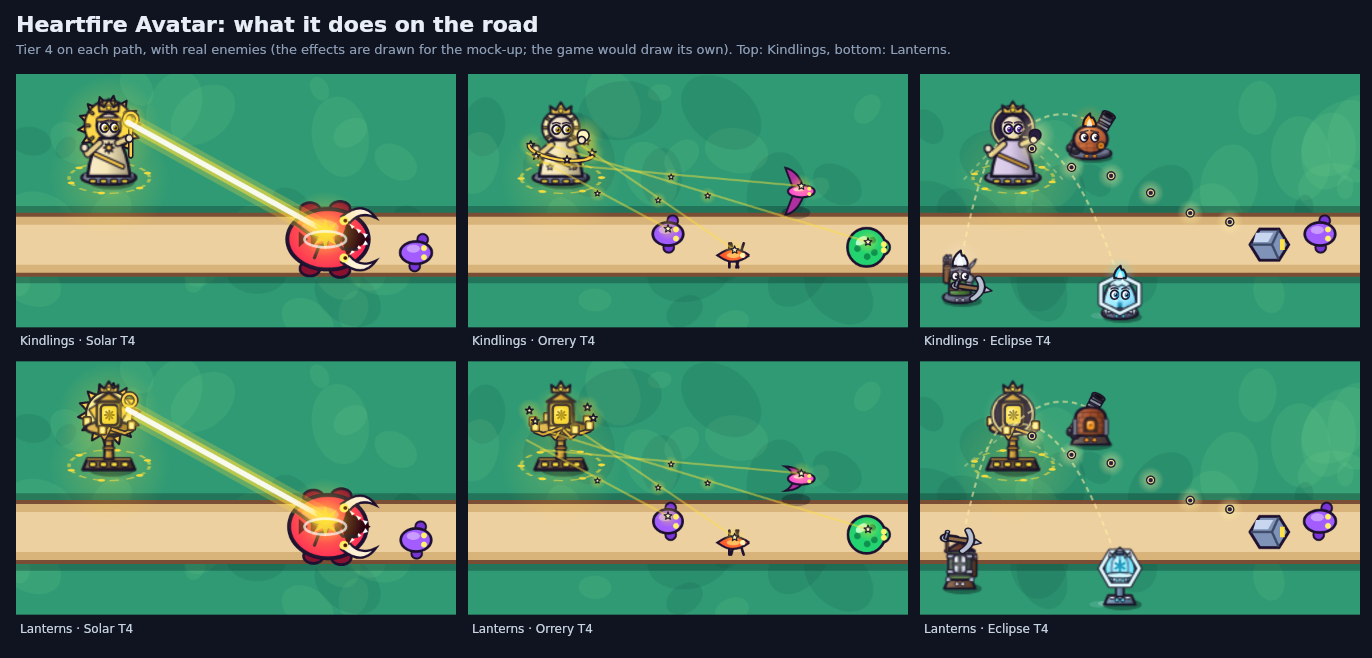 Heartfire Avatar: what it does on the road
Tier 4 on each path, with real enemies (the effects are drawn for the mock-up; the game would draw its own). Top: Kindlings, bottom: Lanterns.
Kindlings · Solar T4
Kindlings · Orrery T4
Kindlings · Eclipse T4
Lanterns · Solar T4
Lanterns · Orrery T4
Lanterns · Eclipse T4